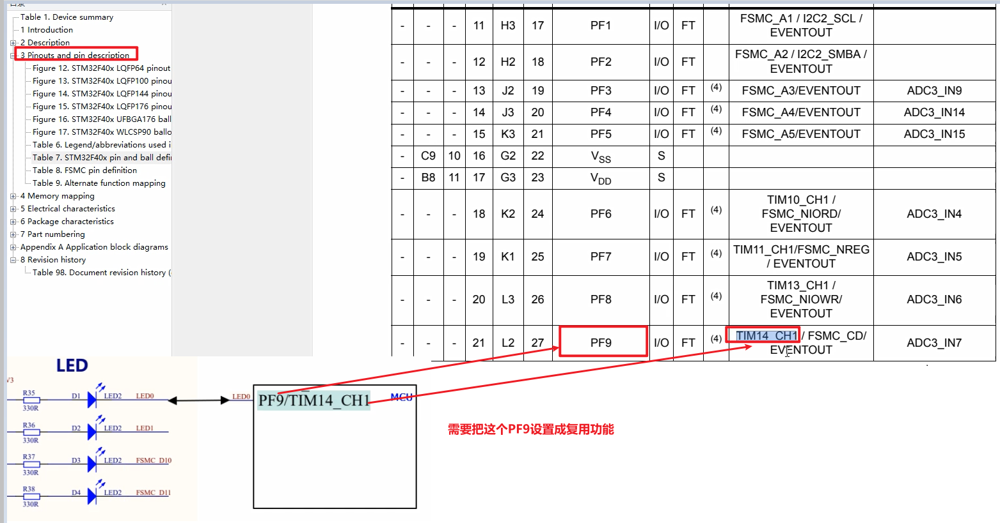 目录
Table 1. Device summary
1 Introduction
2 Description
3 Pinouts and pin description
Figure 12. STM32F40x LQFP64 pinout
Figure 13. STM32F40x LQFP100 pinou
Figure 14. STM32F40x LQFP144 pinou
Figure 15. STM32F40x LQFP176 pinou
Figure 16. STM32F40x UFBGA176 ball
Figure 17. STM32F40x WLCSP90 ballo
Table 6. Legend/abbreviations used i
Table 7. STM32F40x pin and ball defin
Table 8. FSMC pin definition
Table 9. Alternate function mapping
4 Memory mapping
5 Electrical characteristics
6 Package characteristics
7 Part numbering
Appendix A Application block diagrams
8 Revision history
Table 98. Document revision history (
- - - 11 H3 17 PF1 I/O FT FSMC_A1 / I2C2_SCL /
EVENTOUT
- - - 12 H2 18 PF2 I/O FT FSMC_A2 / I2C2_SMBA /
EVENTOUT
- - - 13 J2 19 PF3 I/O FT (4) FSMC_A3/EVENTOUT ADC3_IN9
- - - 14 J3 20 PF4 I/O FT (4) FSMC_A4/EVENTOUT ADC3_IN14
- - - 15 K3 21 PF5 I/O FT (4) FSMC_A5/EVENTOUT ADC3_IN15
- C9 10 16 G2 22 VSS S
- B8 11 17 G3 23 VDD S
- - - 18 K2 24 PF6 I/O FT (4) TIM10_CH1 /
FSMC_NIORD/
EVENTOUT ADC3_IN4
- - - 19 K1 25 PF7 I/O FT (4) TIM11_CH1/FSMC_NREG
/ EVENTOUT ADC3_IN5
- - - 20 L3 26 PF8 I/O FT (4) TIM13_CH1 /
FSMC_NIOWR/
EVENTOUT ADC3_IN6
- - - 21 L2 27 PF9 I/O FT (4) TIM14_CH1 / FSMC_CD/
EVENTOUT ADC3_IN7
LED
V3
R35 D1 LED2 LED0
330R
R36 D2 LED2 LED1
330R
R37 D3 LED2 FSMC_D10
330R
R38 D4 LED2 FSMC_D11
330R
LED0 PF9/TIM14_CH1 MCU
需要把这个PF9设置成复用功能